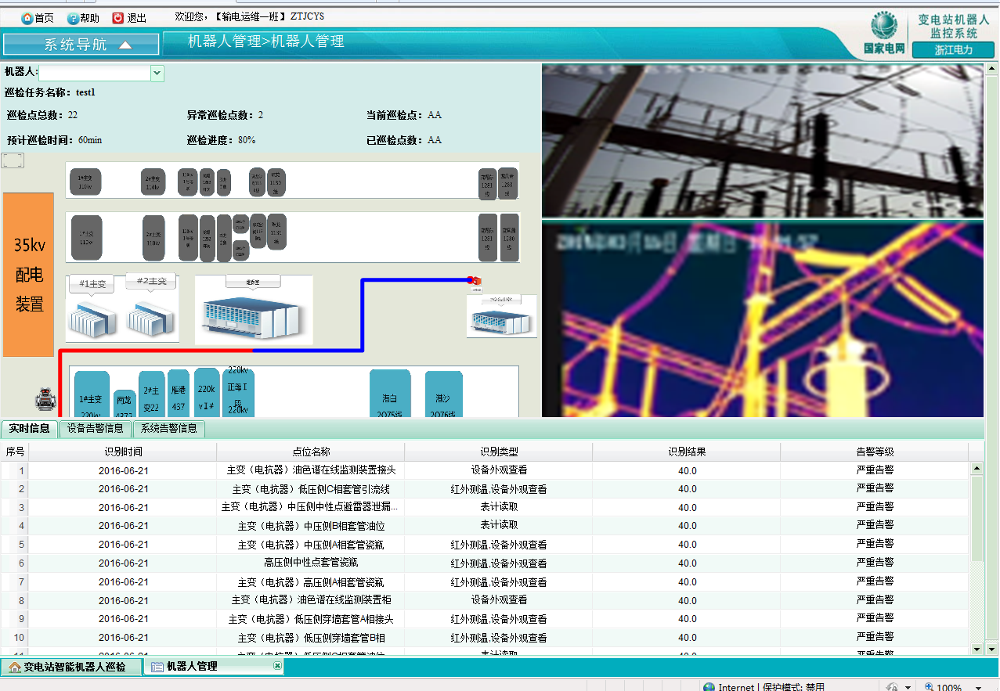 首页 帮助 退出 欢迎您，【输电运维一班】 ZTJCYS
国家电网
变电站机器人
监控系统
浙江电力
系统导航
机器人管理>机器人管理
机器人:
巡检任务名称：test1
巡检点总数：22 异常巡检点数：2 当前巡检点：AA
预计巡检时间：60min 巡检进度：80% 已巡检点数：AA
1#主变
110kv
2#主变
110kv
1#主变
110kv
2#主变
110kv
35kv
配电
装置
#1主变
#2主变
1#主变
220kv
两龙
4372
2#主
变22
船港
437
220k
vⅠ#
220kv
正母Ⅰ
段
220kv
港白
2Q75线
港沙
2Q76线
实时信息 设备告警信息 系统告警信息
序号 识别时间 点位名称 识别类型 识别结果 告警等级
1 2016-06-21 主变（电抗器）油色谱在线监测装置接头 设备外观查看 40.0 严重告警
2 2016-06-21 主变（电抗器）低压侧C相套管引流线 红外测温,设备外观查看 40.0 严重告警
3 2016-06-21 主变（电抗器）中压侧中性点避雷器泄漏... 表计读取 40.0 严重告警
4 2016-06-21 主变（电抗器）中压侧B相套管油位 表计读取 40.0 严重告警
5 2016-06-21 主变（电抗器）中压侧A相套管瓷瓶 红外测温,设备外观查看 40.0 严重告警
6 2016-06-21 高压侧中性点套管瓷瓶 红外测温,设备外观查看 40.0 严重告警
7 2016-06-21 主变（电抗器）高压侧A相套管瓷瓶 红外测温,设备外观查看 40.0 严重告警
8 2016-06-21 主变（电抗器）油色谱在线监测装置柜 设备外观查看 40.0 严重告警
9 2016-06-21 主变（电抗器）低压侧穿墙套管A相接头 红外测温,设备外观查看 40.0 严重告警
10 2016-06-21 主变（电抗器）低压侧穿墙套管B相 红外测温,设备外观查看 40.0 严重告警
变电站智能机器人巡检 机器人管理
Internet | 保护模式: 禁用 100%